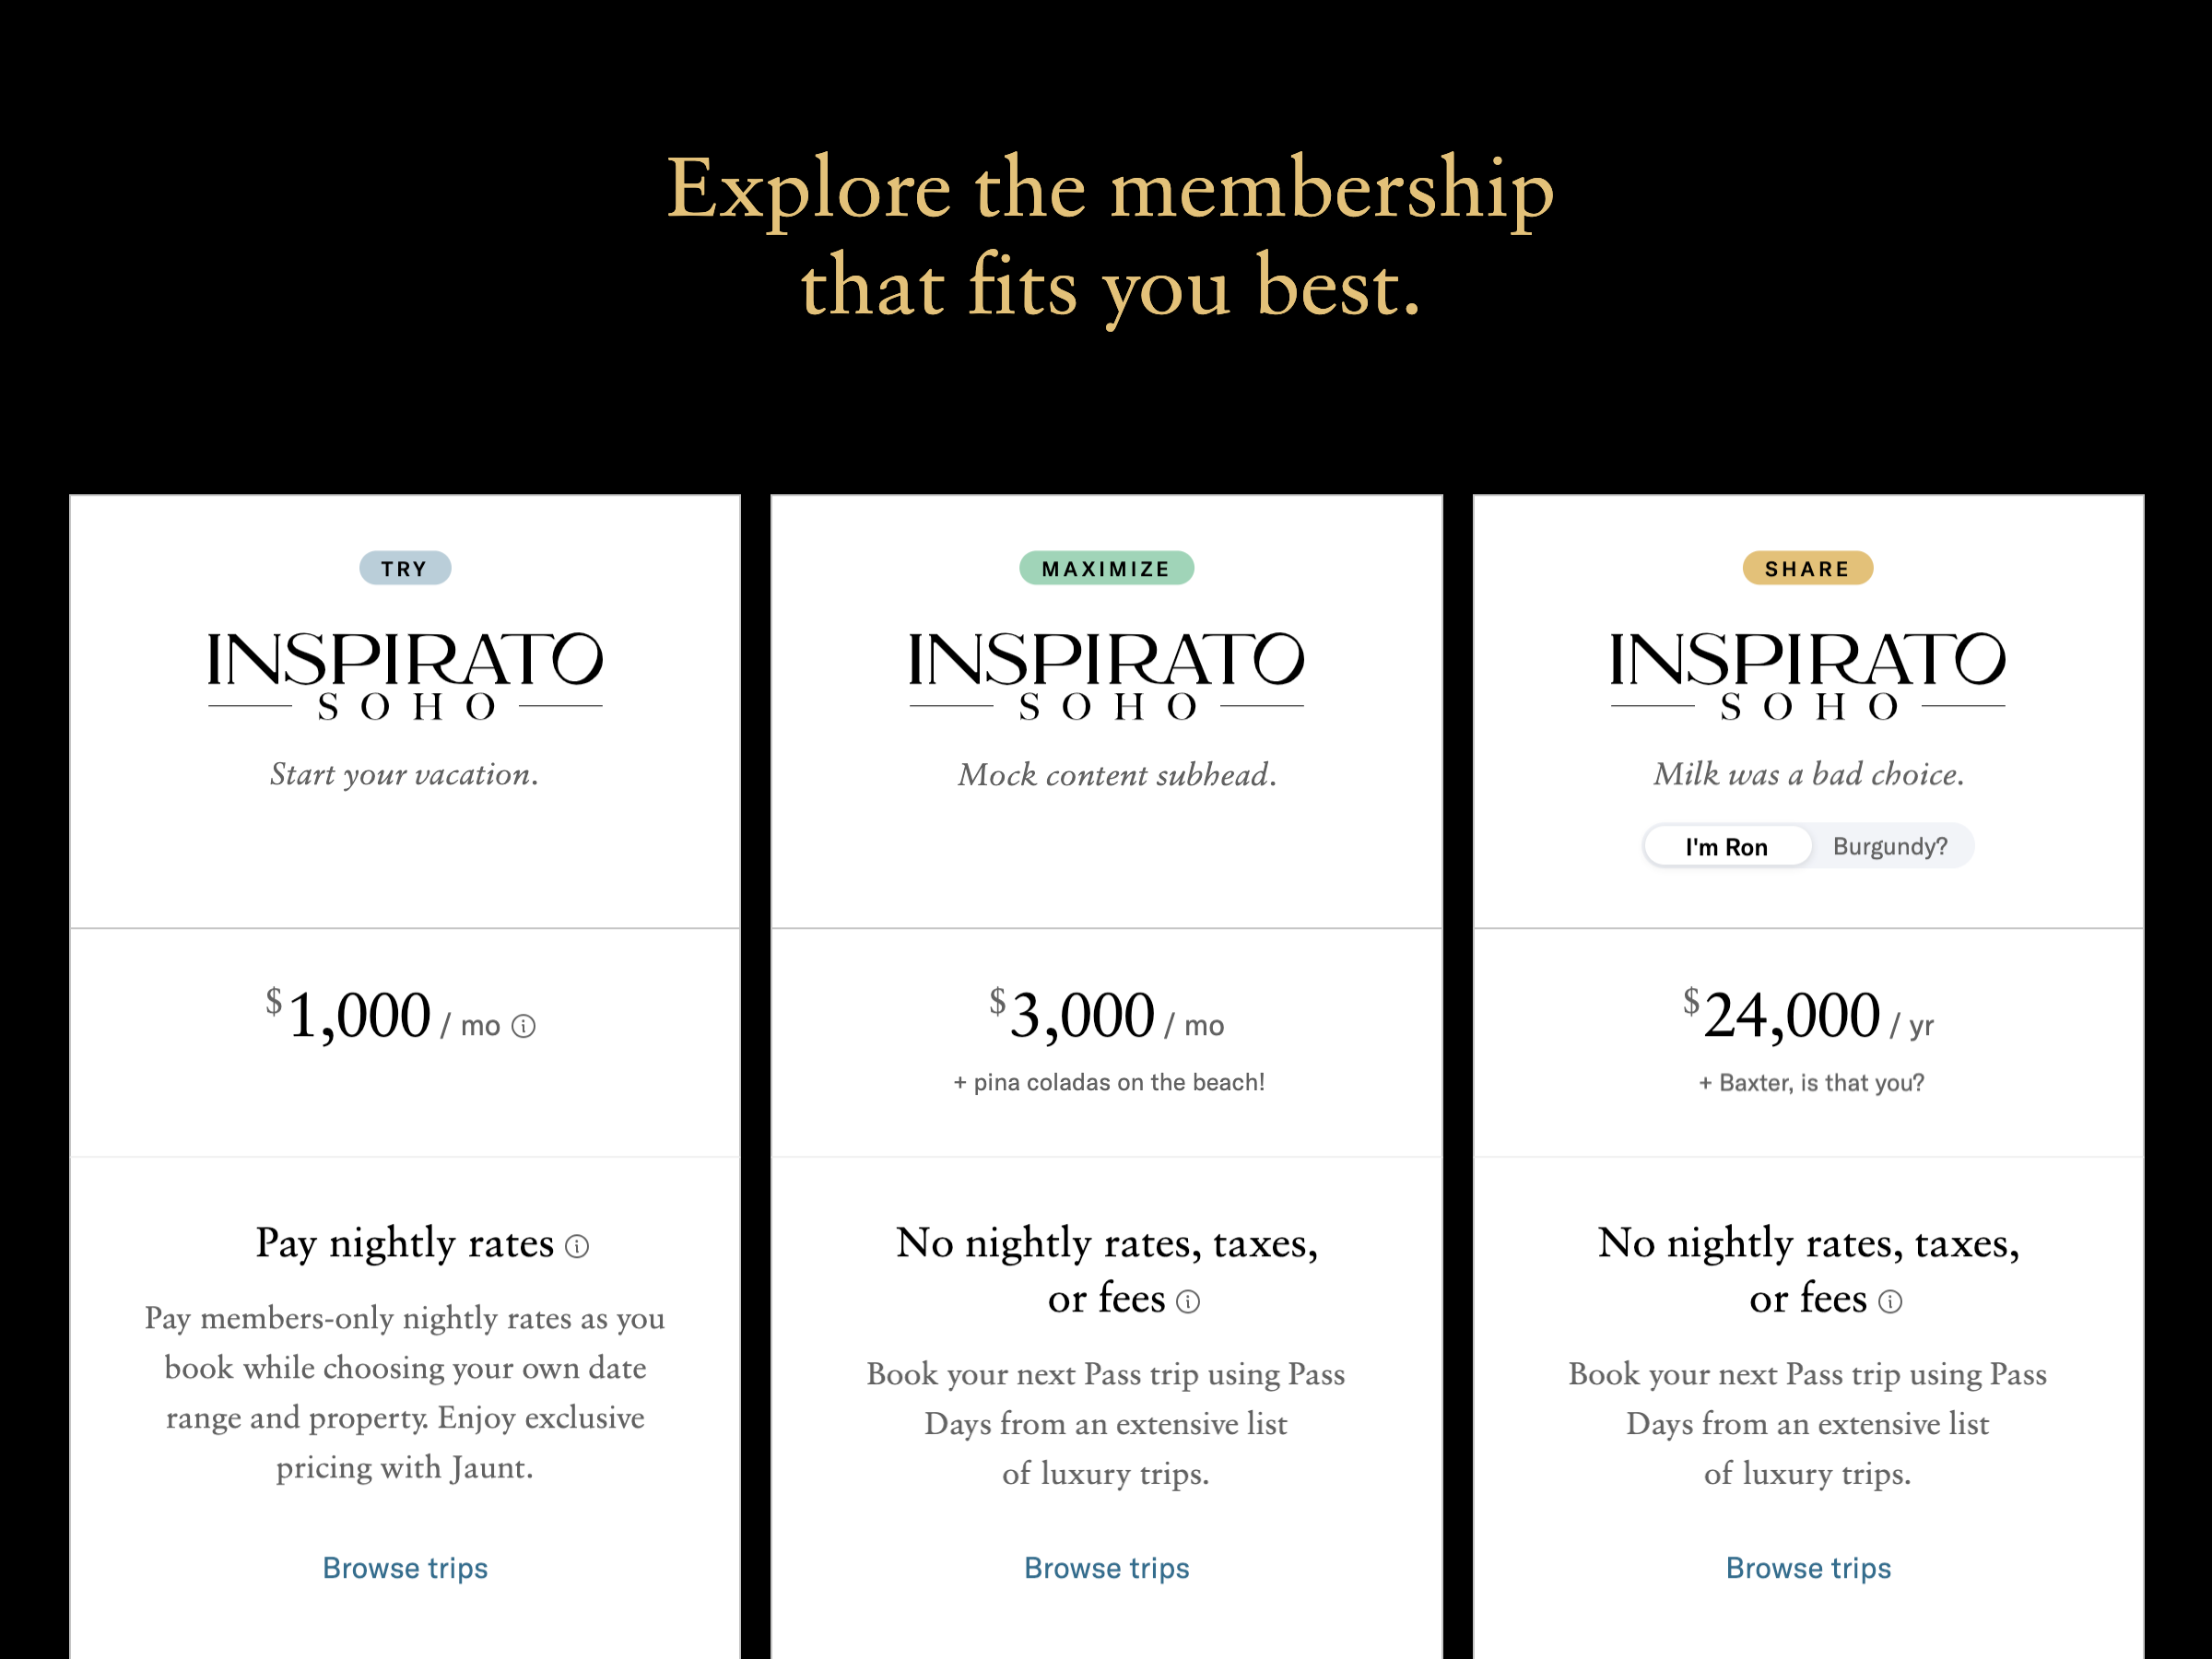 Explore the membership
that fits you best.
TRY
INSPIRATO
SOHO
Start your vacation.
$1,000 / mo
Pay nightly rates
Pay members-only nightly rates as you
book while choosing your own date
range and property. Enjoy exclusive
pricing with Jaunt.
Browse trips
MAXIMIZE
INSPIRATO
SOHO
Mock content subhead.
$3,000 / mo
+ pina coladas on the beach!
No nightly rates, taxes,
or fees
Book your next Pass trip using Pass
Days from an extensive list
of luxury trips.
Browse trips
SHARE
INSPIRATO
SOHO
Milk was a bad choice.
I'm Ron Burgundy?
$24,000 / yr
+ Baxter, is that you?
No nightly rates, taxes,
or fees
Book your next Pass trip using Pass
Days from an extensive list
of luxury trips.
Browse trips